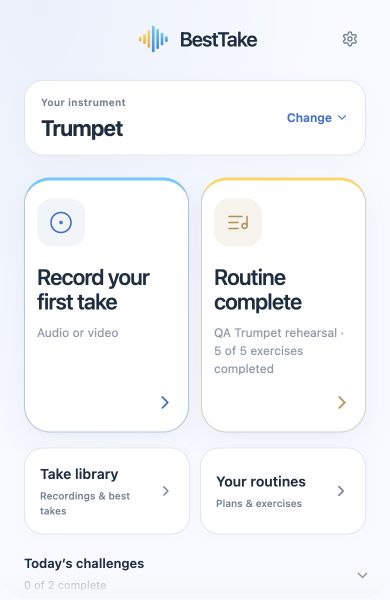 BestTake
Your instrument
Trumpet
Change
Record your
first take
Audio or video
Routine
complete
QA Trumpet rehearsal ·
5 of 5 exercises
completed
Take library
Recordings & best
takes
Your routines
Plans & exercises
Today's challenges
0 of 2 complete